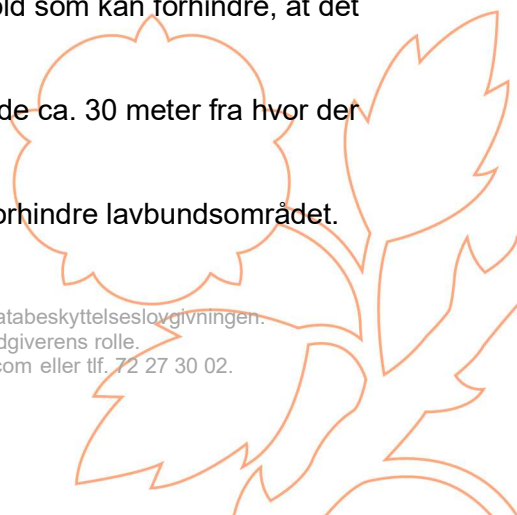 old som kan forhindre, at det
de ca. 30 meter fra hvor der
orhindre lavbundsområdet.
atabeskyttelseslovgivningen.
dgiverens rolle.
com eller tlf. 72 27 30 02.